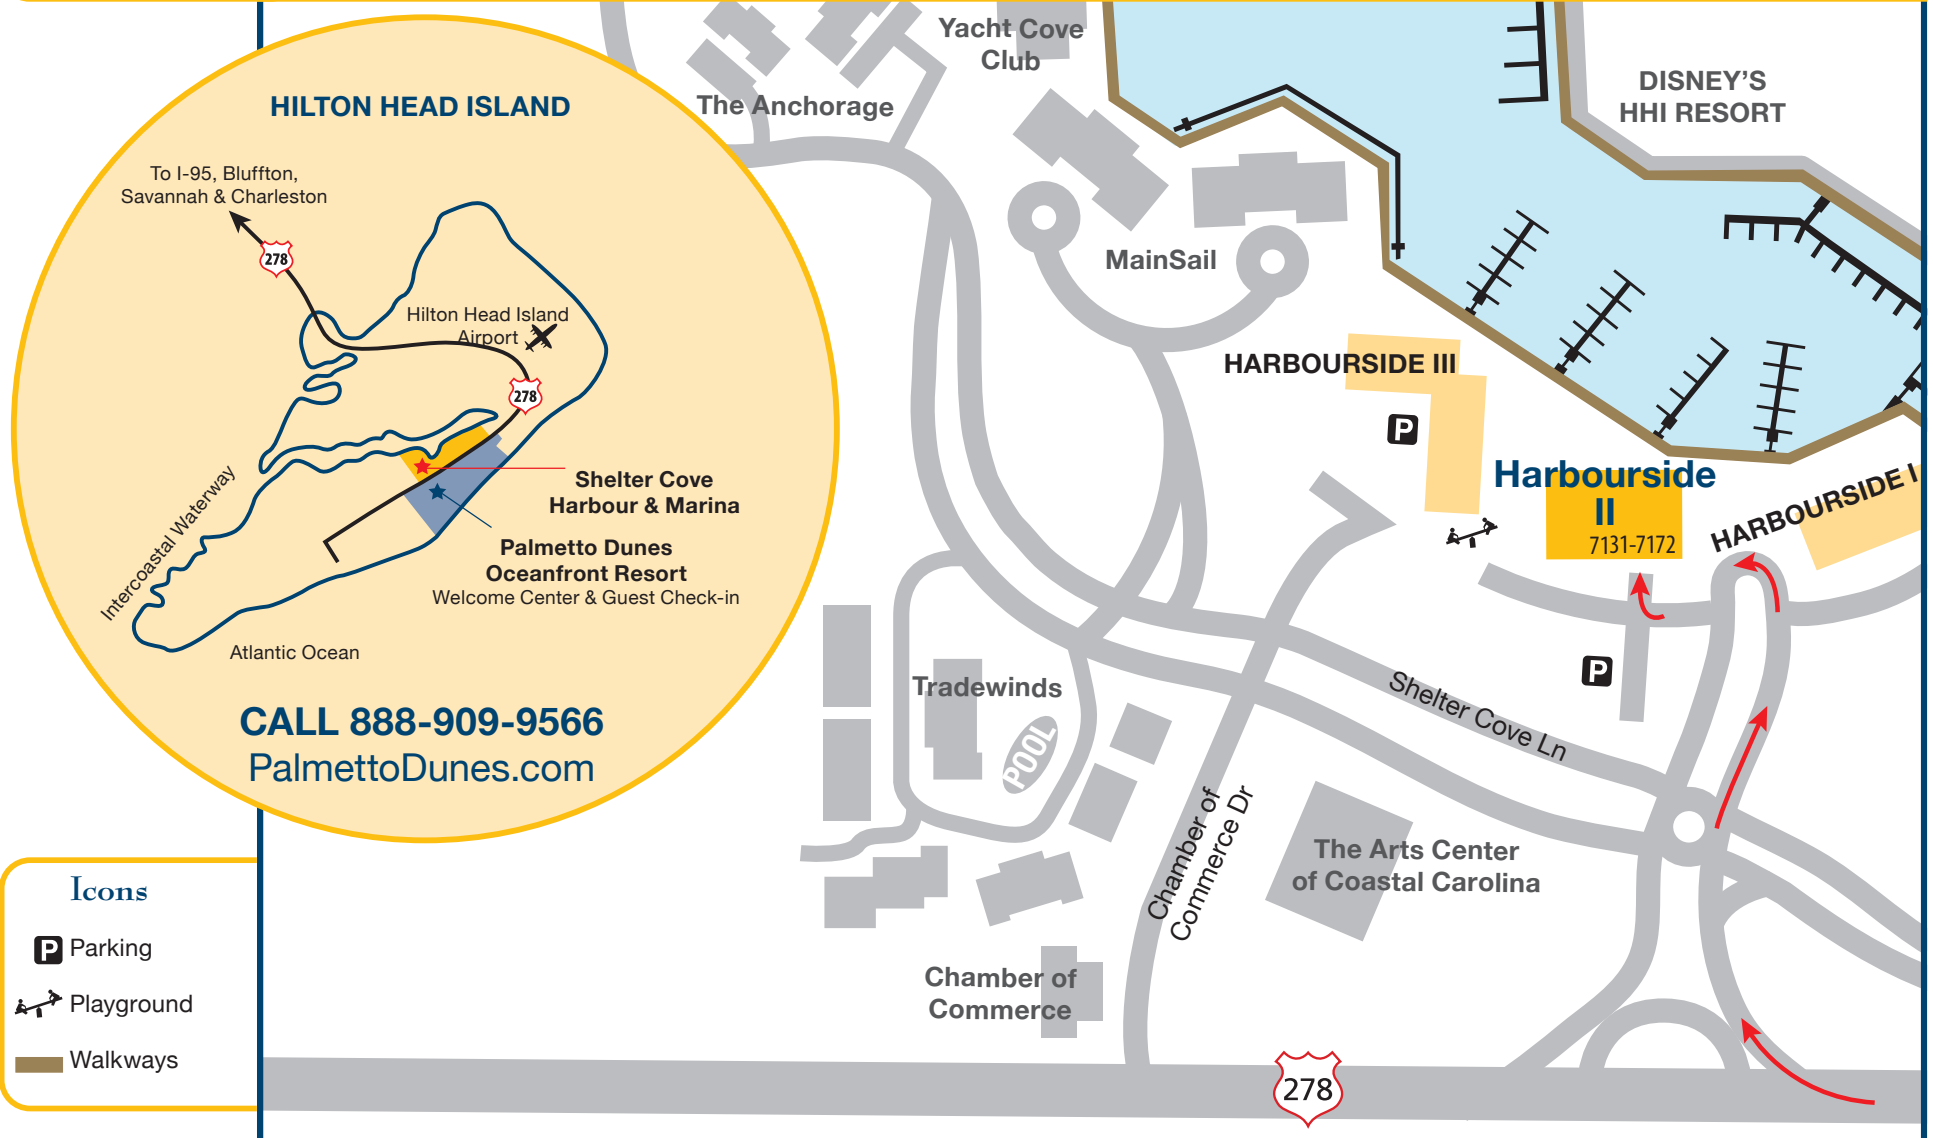 HILTON HEAD ISLAND
To I-95, Bluffton,
Savannah & Charleston
278
Hilton Head Island
Airport
278
Shelter Cove
Harbour & Marina
Palmetto Dunes
Oceanfront Resort
Welcome Center & Guest Check-in
Intercoastal Waterway
Atlantic Ocean
CALL 888-909-9566
PalmettoDunes.com
Icons
P Parking
Playground
Walkways
Yacht Cove
Club
The Anchorage
DISNEY'S
HHI RESORT
MainSail
HARBOURSIDE III
P
Harbourside
II
7131-7172
HARBOURSIDE I
P
Tradewinds
POOL
Shelter Cove Ln
Chamber of
Commerce Dr
The Arts Center
of Coastal Carolina
Chamber of
Commerce
278